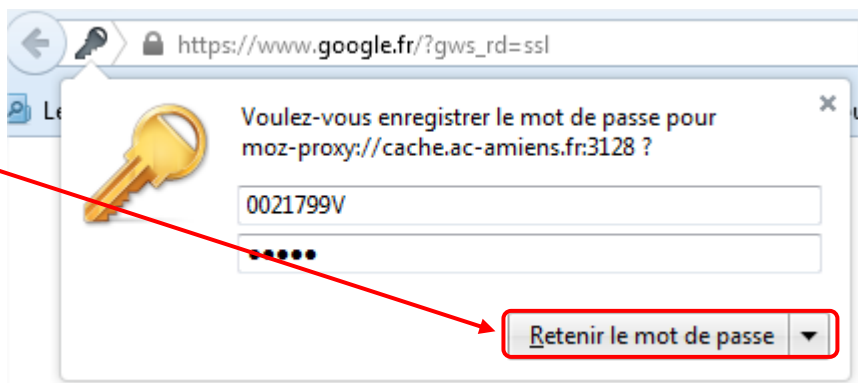 https://www.google.fr/?gws_rd=ssl
Le
Voulez-vous enregistrer le mot de passe pour
moz-proxy://cache.ac-amiens.fr:3128 ?
0021799V
•••••
Retenir le mot de passe